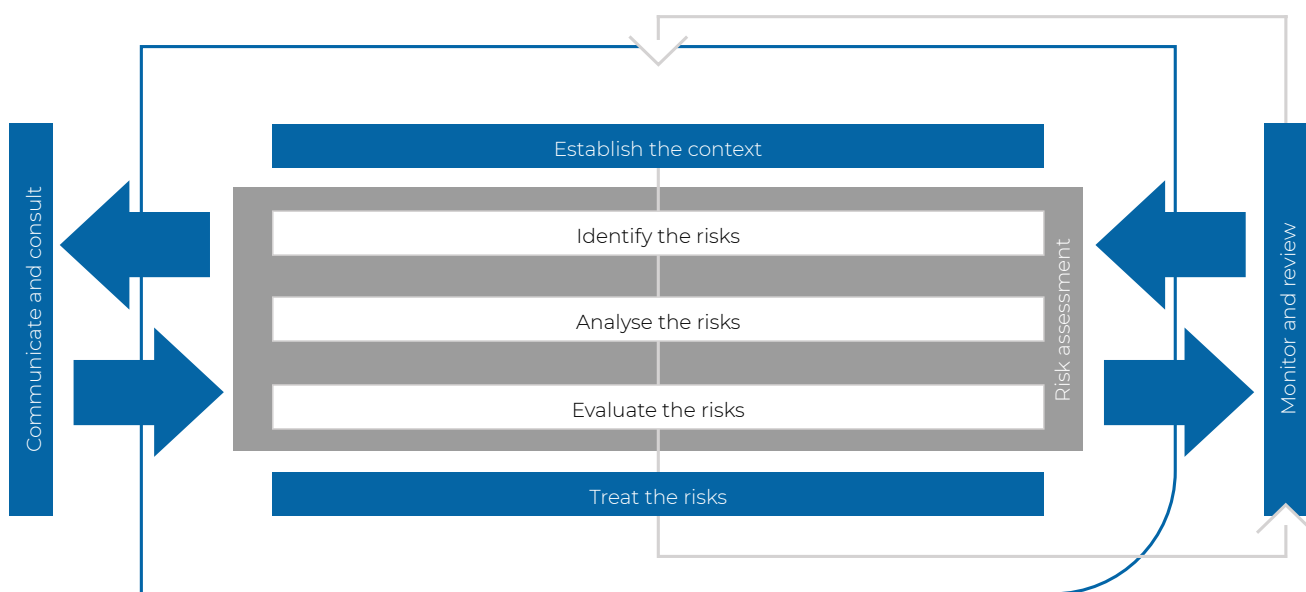 Establish the context
Communicate and consult
Identify the risks
Analyse the risks
Evaluate the risks
Risk assessment
Monitor and review
Treat the risks